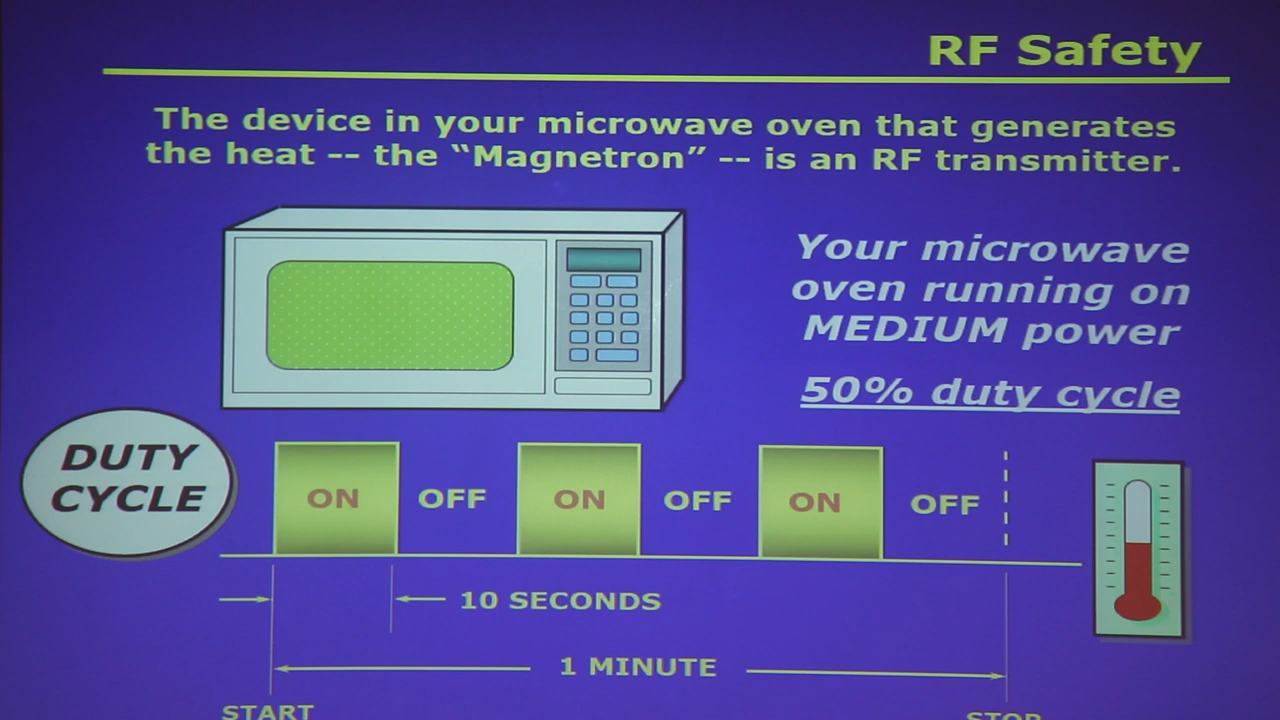 RF Safety
The device in your microwave oven that generates
the heat -- the “Magnetron” -- is an RF transmitter.
Your microwave
oven running on
MEDIUM power
50% duty cycle
DUTY
CYCLE
ON OFF ON OFF ON OFF
10 SECONDS
1 MINUTE
START
STOP